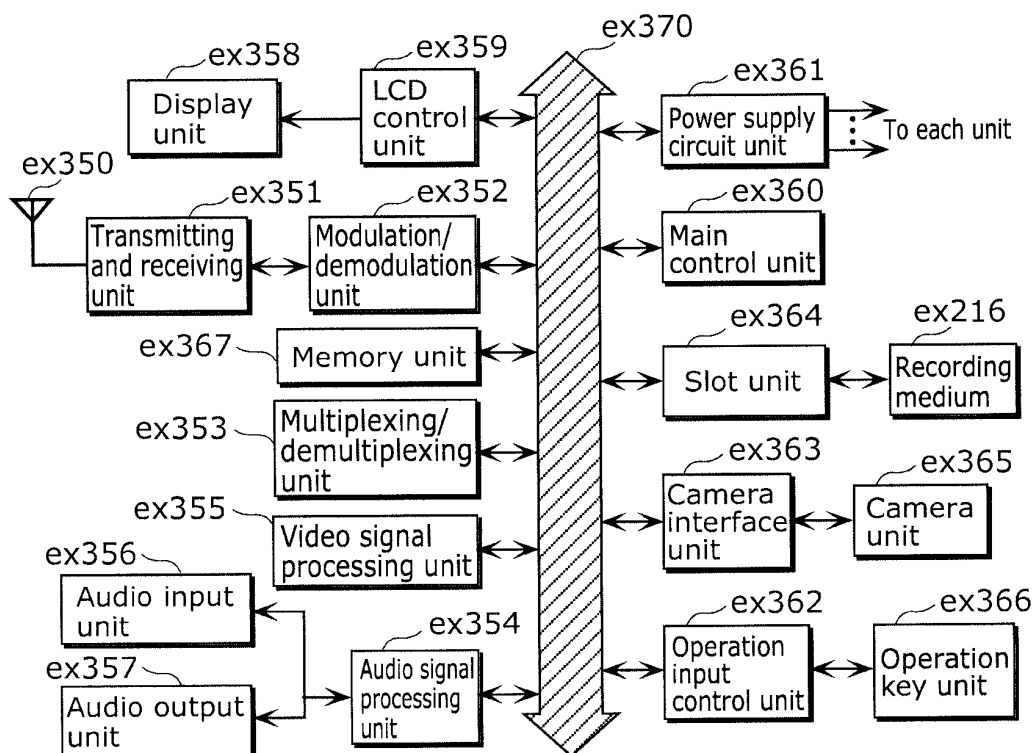 ex370
ex358
ex359
ex361
Display
unit
LCD
control
unit
Power supply
circuit unit
To each unit
ex350
ex351
ex352
ex360
Transmitting
and receiving
unit
Modulation/
demodulation
unit
Main
control unit
ex367
Memory unit
ex364
ex216
Slot unit
Recording
medium
ex353
Multiplexing/
demultiplexing
unit
ex363
ex365
Camera
interface
unit
Camera
unit
ex355
Video signal
processing unit
ex356
Audio input
unit
ex354
ex362
ex366
Audio signal
processing
unit
Operation
input
control unit
Operation
key unit
ex357
Audio output
unit